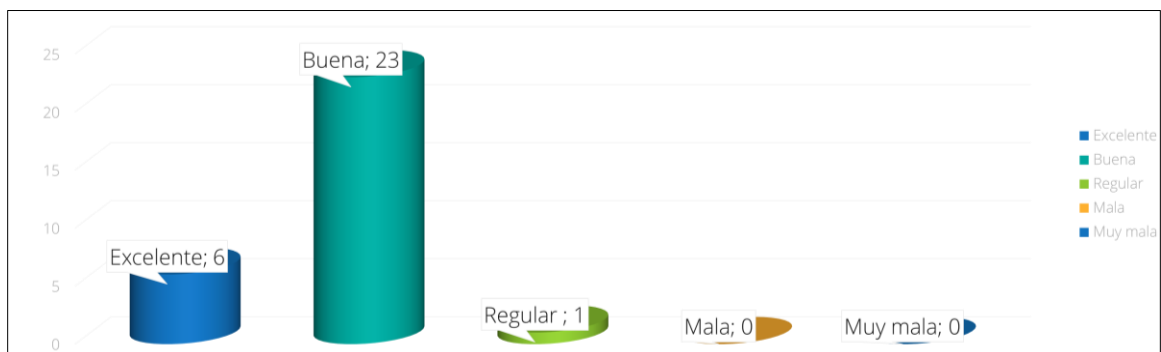 25
20
15
10
5
0
Excelente; 6
Buena; 23
Regular ; 1
Mala; 0
Muy mala; 0
Excelente
Buena
Regular
Mala
Muy mala